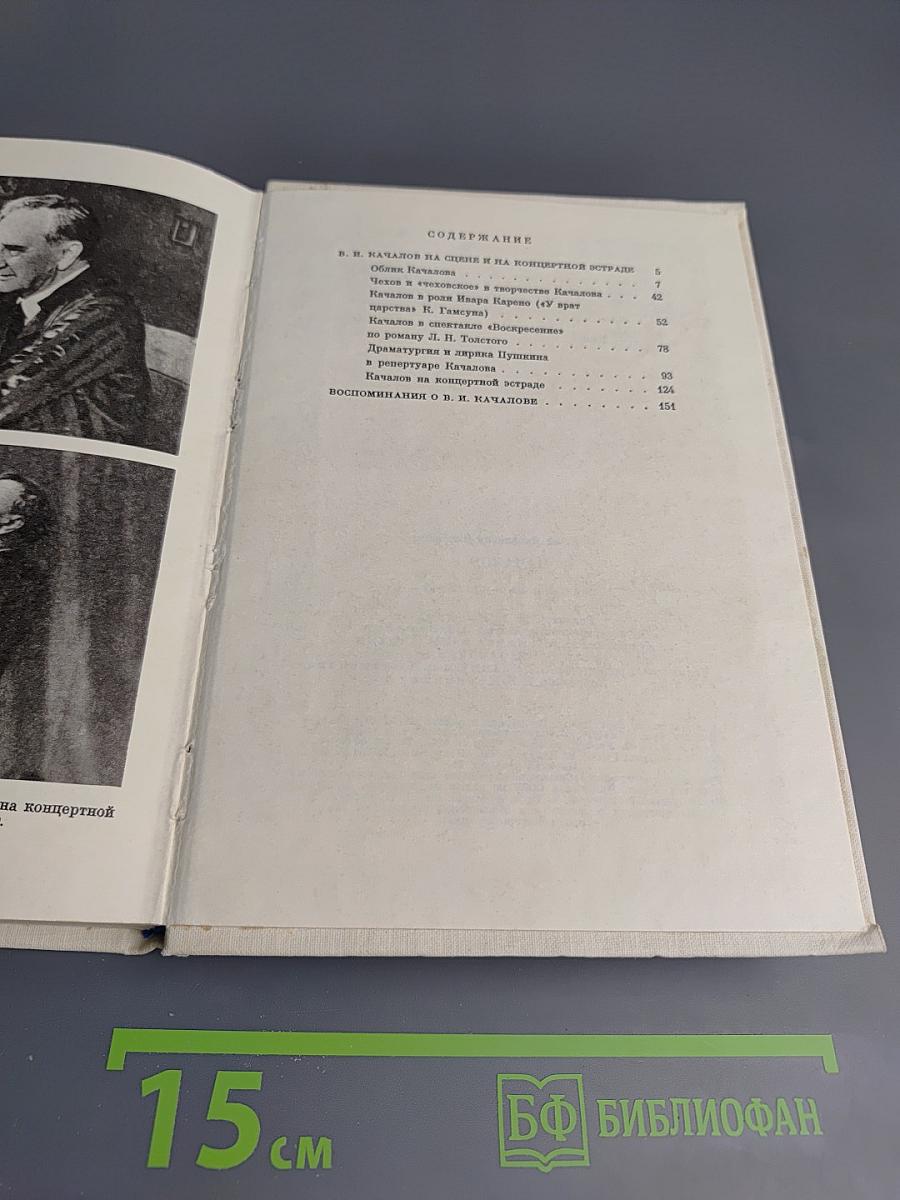 СОДЕРЖАНИЕ
В. И. КАЧАЛОВ НА СЦЕНЕ И НА КОНЦЕРТНОЙ ЭСТРАДЕ 5
Облик Качалова . . . . . . . . . . . . . 7
Чехов и «чеховское» в творчестве Качалова . . . 42
Качалов в роли Ивара Карено («У врат
царства» К. Гамсуна) . . . . . . . . . . . 52
Качалов в спектакле «Воскресение»
по роману Л. Н. Толстого . . . . . . . . . 78
Драматургия и лирика Пушкина
в репертуаре Качалова . . . . . . . . . . 93
Качалов на концертной эстраде . . . . . . 124
ВОСПОМИНАНИЯ О В. И. КАЧАЛОВЕ . . . . . . . 151
на концертной
15 см
БФ БИБЛИОФАН